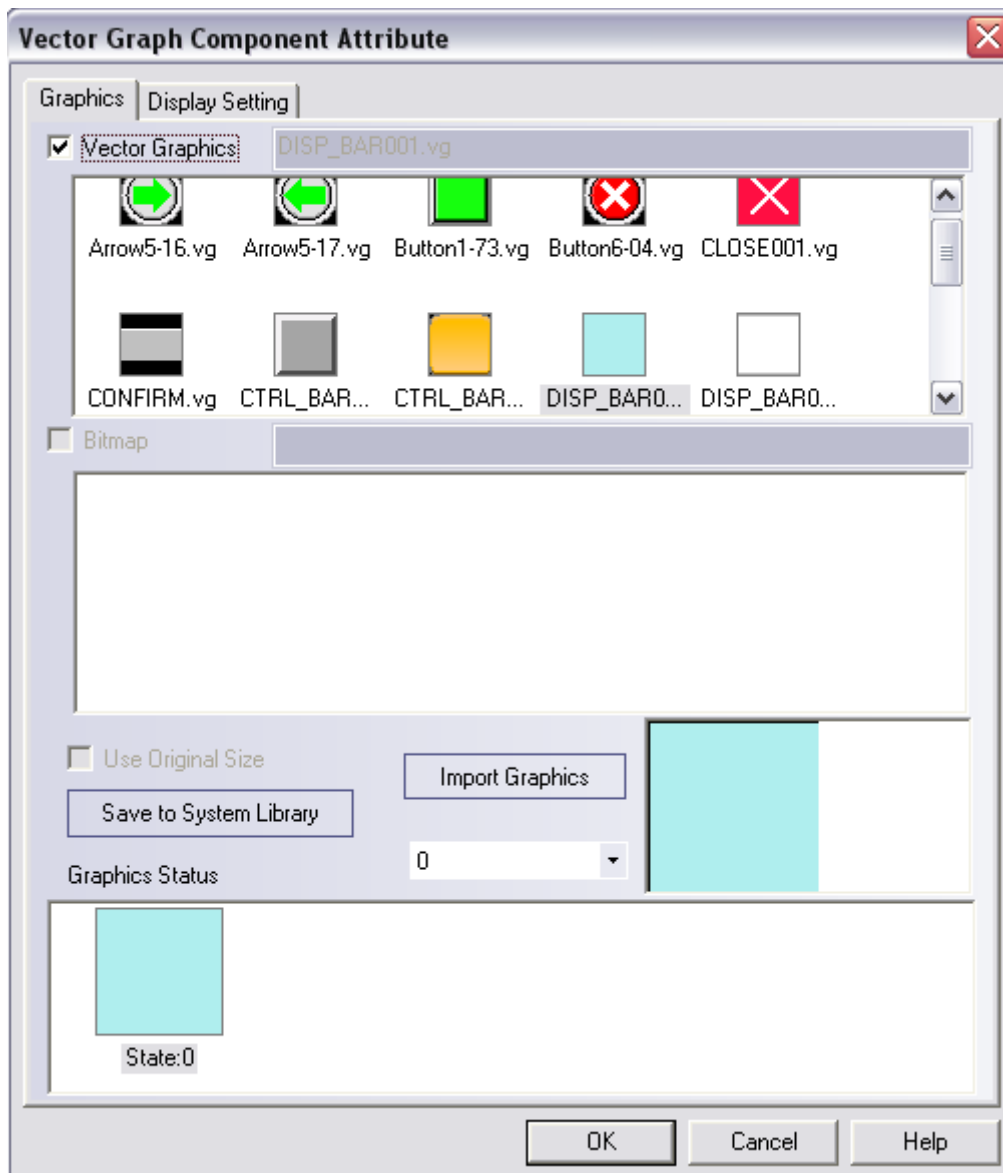 Vector Graph Component Attribute
Graphics Display Setting
Vector Graphics DISP_BAR001.vg
Arrow5-16.vg Arrow5-17.vg Button1-73.vg Button6-04.vg CLOSE001.vg
CONFIRM.vg CTRL_BAR... CTRL_BAR... DISP_BAR0... DISP_BAR0...
Bitmap
Use Original Size
Import Graphics
Save to System Library
0
Graphics Status
State:0
OK Cancel Help